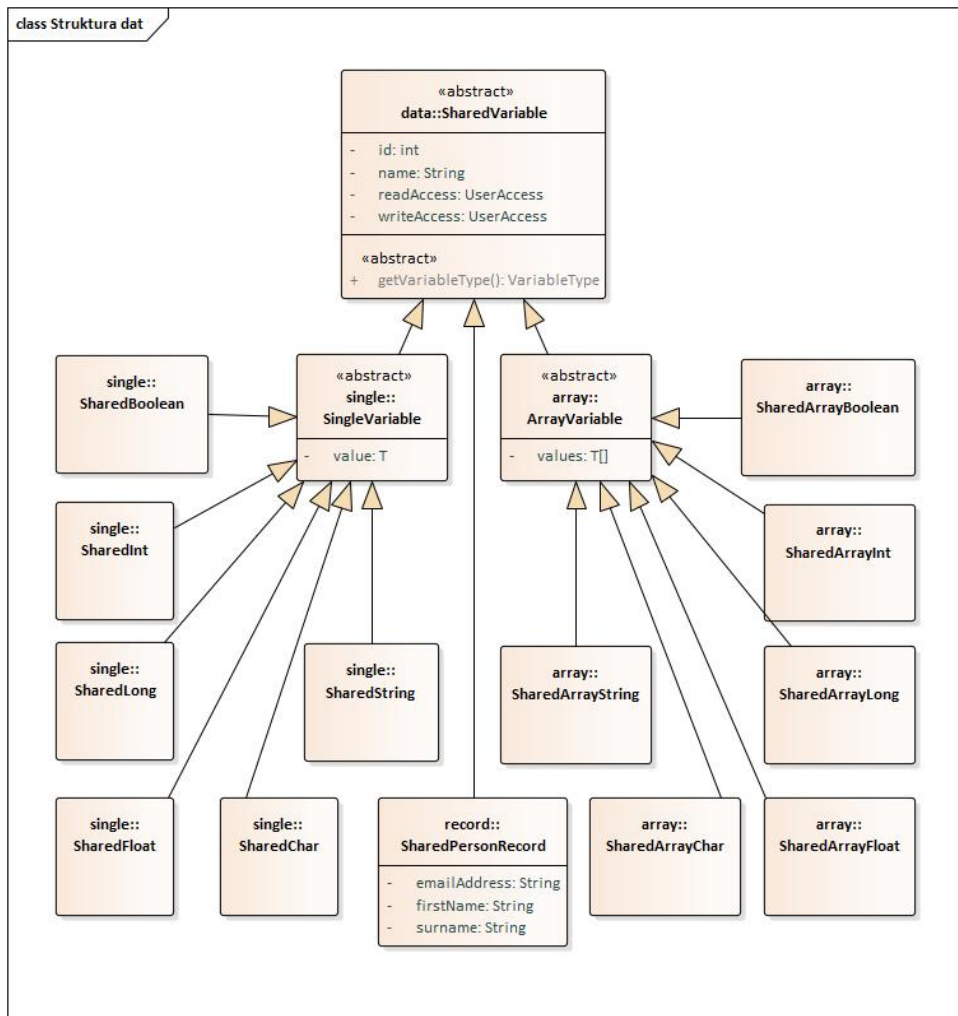 class Struktura dat
«abstract»
data::SharedVariable
- id: int
- name: String
- readAccess: UserAccess
- writeAccess: UserAccess
«abstract»
+ getVariableType(): VariableType
single::
SharedBoolean
«abstract»
single::
SingleVariable
- value: T
«abstract»
array::
ArrayVariable
- values: T[]
array::
SharedArrayBoolean
single::
SharedInt
array::
SharedArrayInt
single::
SharedLong
single::
SharedString
array::
SharedArrayString
array::
SharedArrayLong
single::
SharedFloat
single::
SharedChar
record::
SharedPersonRecord
- emailAddress: String
- firstName: String
- surname: String
array::
SharedArrayChar
array::
SharedArrayFloat